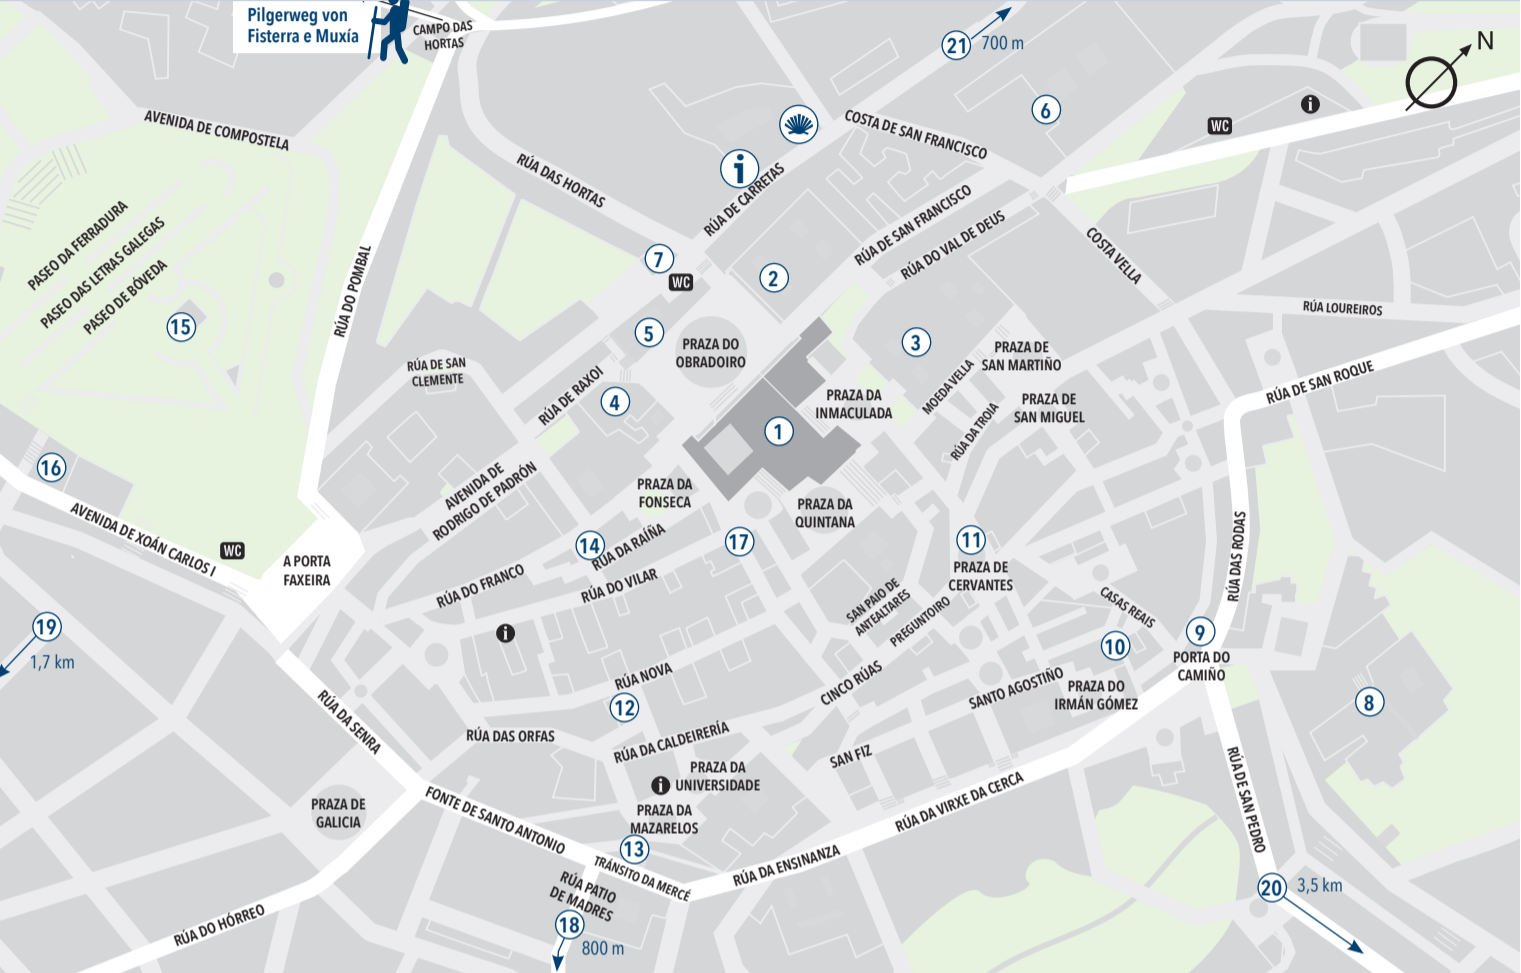 Pilgerweg von
Fisterra e Muxía
CAMPO DAS
HORTAS
21
700 m
N
6
i
WC
AVENIDA DE COMPOSTELA
COSTA DE SAN FRANCISCO
i
RÚA DAS HORTAS
RÚA DE CARRETAS
RÚA DE SAN FRANCISCO
RÚA DO VAL DE DEUS
COSTA VELLA
PASEO DA FERRADURA
PASEO DAS LETRAS GALEGAS
PASEO DE BÓVEDA
RÚA DO POMBAL
7
WC
2
15
5
PRAZA DO
OBRADOIRO
3
RÚA LOUREIROS
RÚA DE SAN
CLEMENTE
RÚA DE RAXOI
4
PRAZA DE
SAN MARTIÑO
MOEDA VELLA
PRAZA DA
INMACULADA
PRAZA DE
SAN MIGUEL
RÚA DA TROIA
RÚA DE SAN ROQUE
1
16
AVENIDA DE
RODRIGO DE PADRÓN
PRAZA DA
FONSECA
PRAZA DA
QUINTANA
AVENIDA DE XOÁN CARLOS I
WC
A PORTA
FAXEIRA
14
RÚA DA RAÍÑA
17
11
PRAZA DE
CERVANTES
RÚA DAS RODAS
RÚA DO FRANCO
RÚA DO VILAR
SAN PAIO DE
ANTEALTARES
PREGUNTOIRO
CASAS REAIS
19
1,7 km
i
9
PORTA DO
CAMIÑO
10
RÚA NOVA
CINCO RÚAS
SANTO AGOSTIÑO
PRAZA DO
IRMÁN GÓMEZ
8
12
RÚA DA SENRA
RÚA DAS ORFAS
RÚA DA CALDEIRERÍA
SAN FIZ
i
PRAZA DA
UNIVERSIDADE
RÚA DA VIRXE DA CERCA
RÚA DE SAN PEDRO
PRAZA DE
GALICIA
FONTE DE SANTO ANTONIO
PRAZA DA
MAZARELOS
13
TRÁNSITO DA MERCÉ
RÚA DA ENSINANZA
RÚA PATIO
DE MADRES
20
3,5 km
RÚA DO HÓRREO
18
800 m